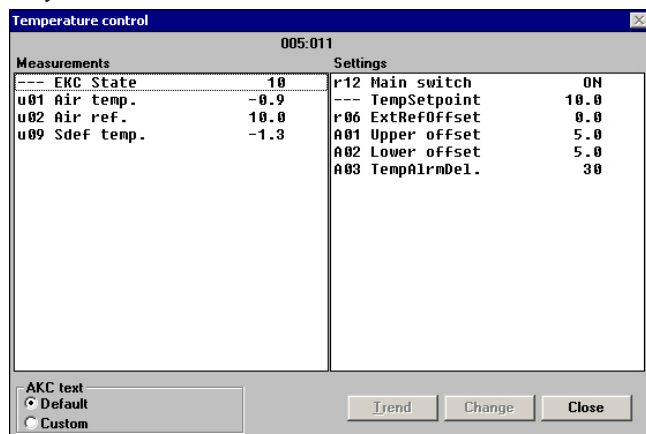 Temperature control
005:011
Measurements Settings
--- EKC State 10 r12 Main switch ON
u01 Air temp. -0.9 --- TempSetpoint 10.0
u02 Air ref. 10.0 r06 ExtRefOffset 0.0
u09 Sdef temp. -1.3 A01 Upper offset 5.0
A02 Lower offset 5.0
A03 TempAlrmDel. 30
AKC text
Default
Custom
Trend Change Close